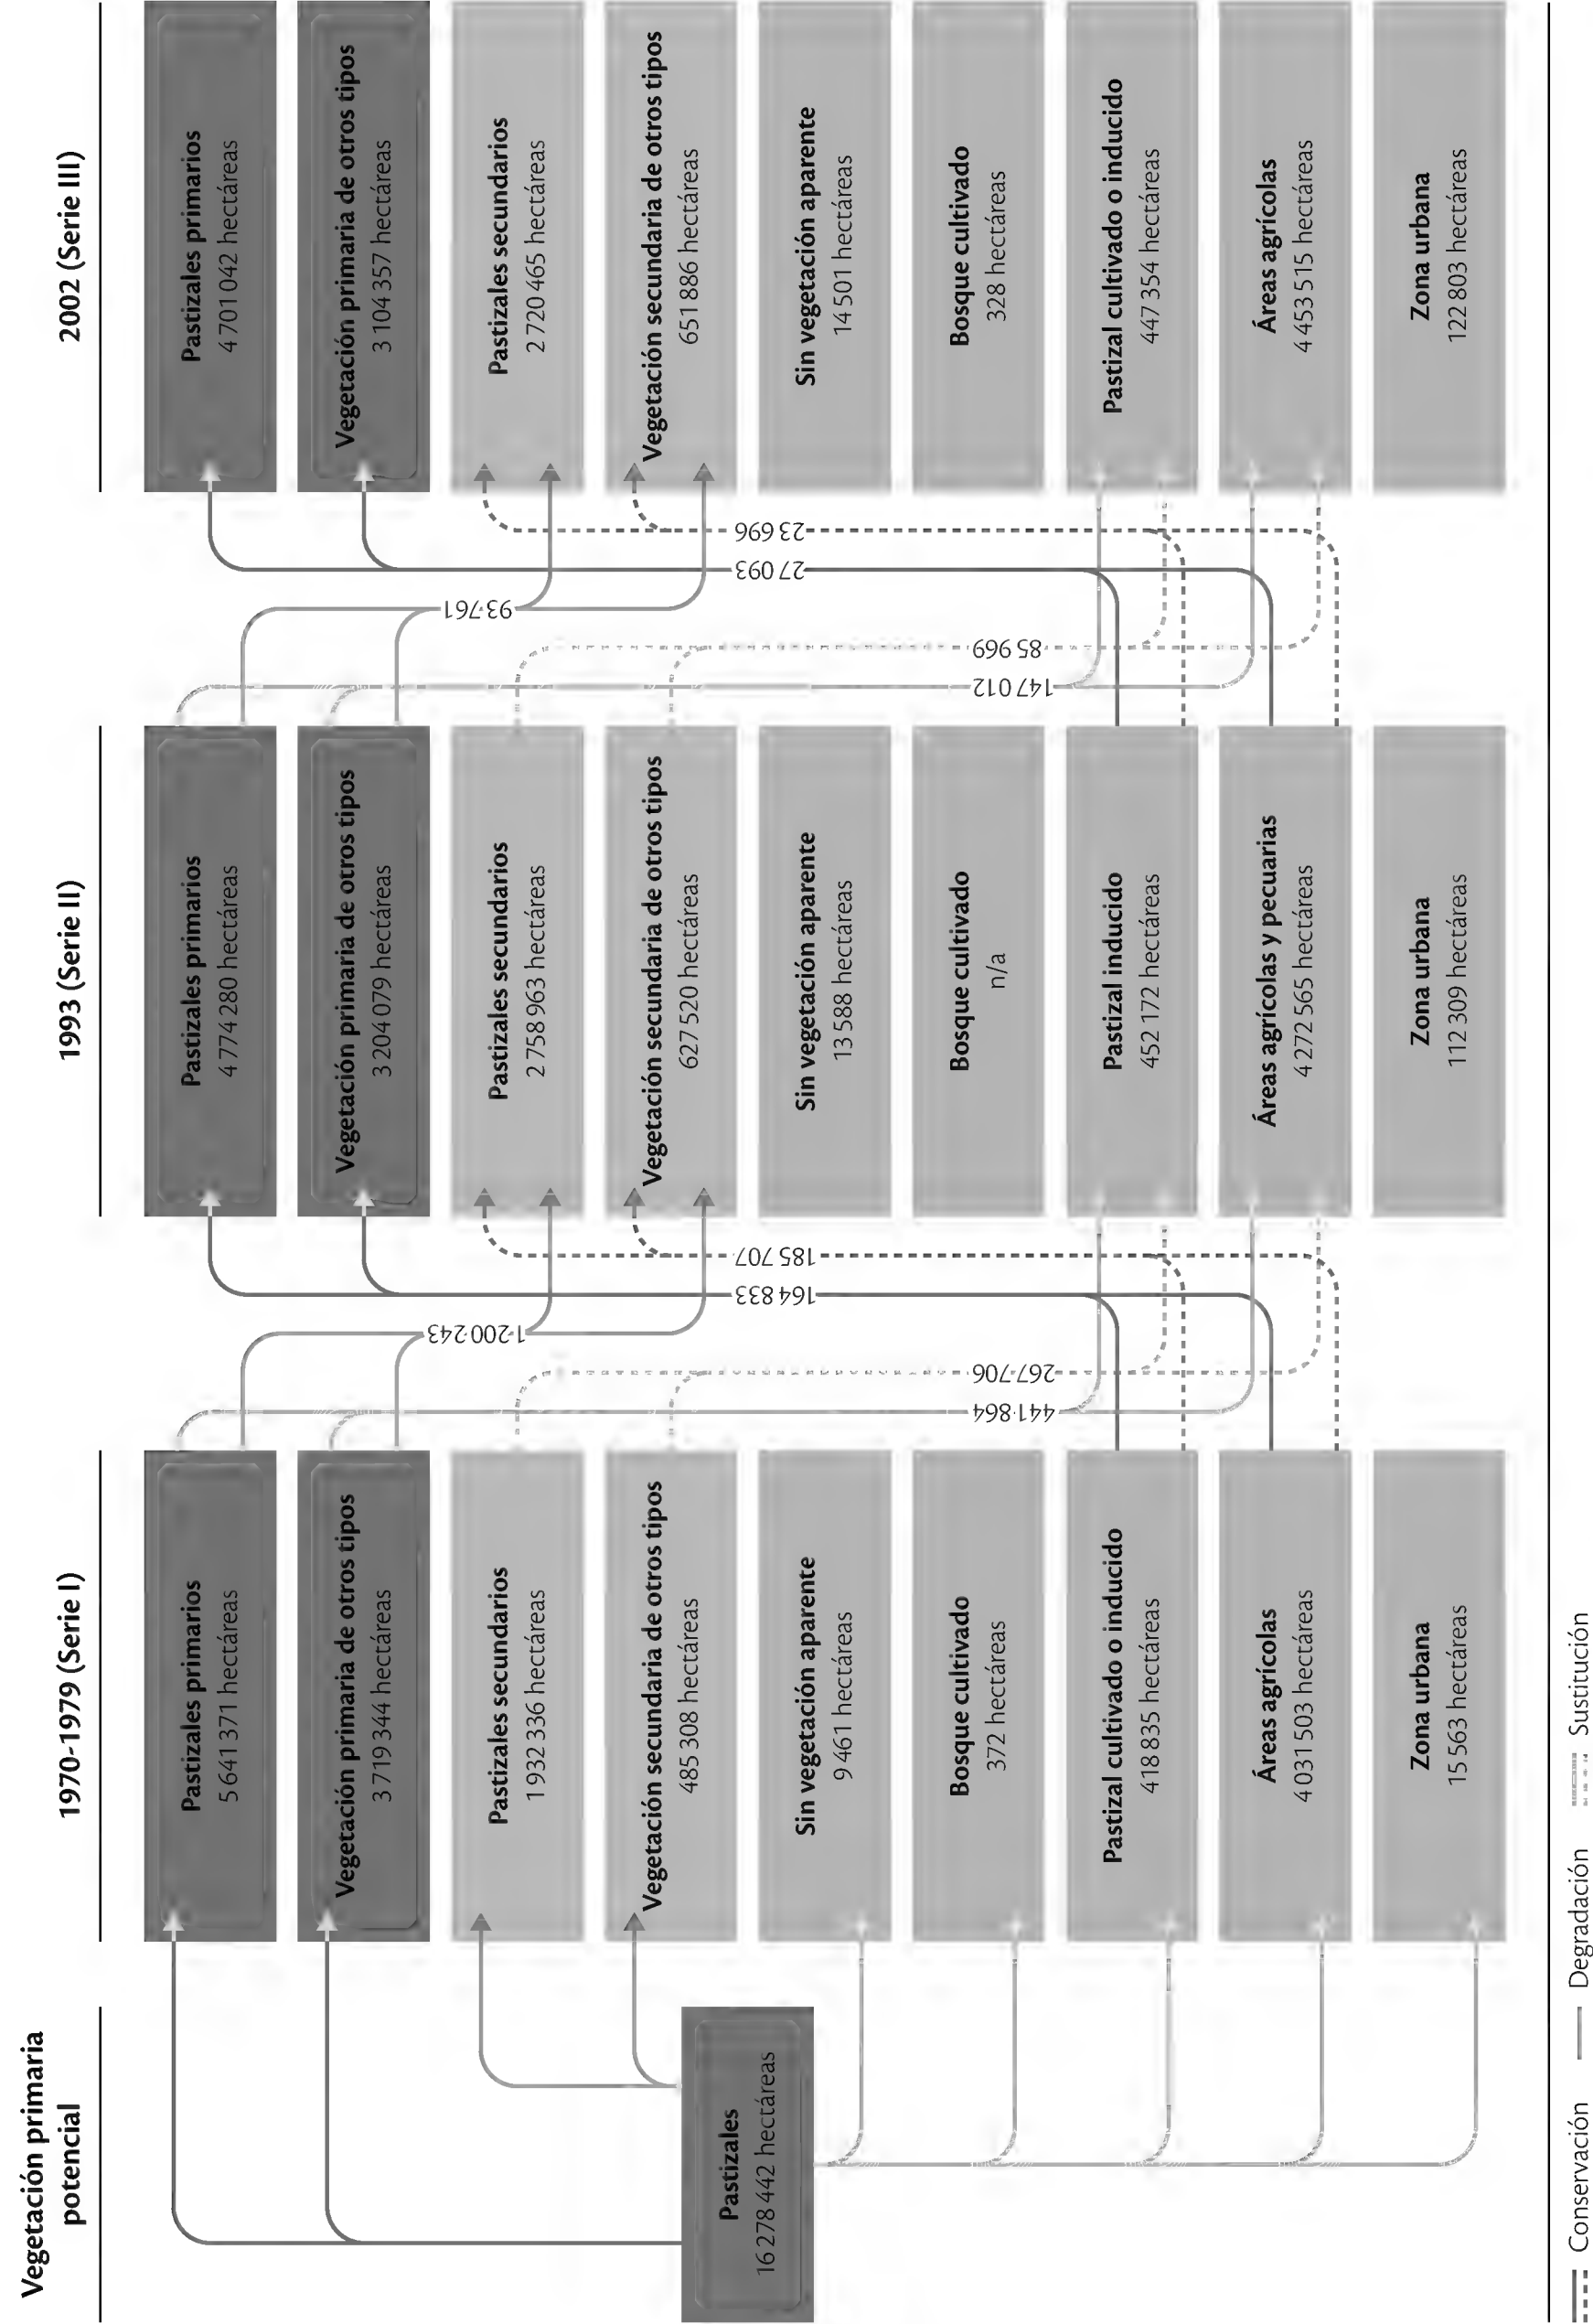 Vegetación primaria
potencial
Pastizales
16 278 442 hectáreas
1970-1979 (Serie I)
Pastizales primarios
5 641 371 hectáreas
Vegetación primaria de otros tipos
3 719 344 hectáreas
Pastizales secundarios
1 932 336 hectáreas
Vegetación secundaria de otros tipos
485 308 hectáreas
Sin vegetación aparente
9 461 hectáreas
Bosque cultivado
372 hectáreas
Pastizal cultivado o inducido
418 835 hectáreas
Áreas agrícolas
4 031 503 hectáreas
Zona urbana
15 563 hectáreas
441 864
267 706
1 200 243
164 833
185 707
1993 (Serie II)
Pastizales primarios
4 774 280 hectáreas
Vegetación primaria de otros tipos
3 204 079 hectáreas
Pastizales secundarios
2 758 963 hectáreas
Vegetación secundaria de otros tipos
627 520 hectáreas
Sin vegetación aparente
13 588 hectáreas
Bosque cultivado
n/a
Pastizal inducido
452 172 hectáreas
Áreas agrícolas y pecuarias
4 272 565 hectáreas
Zona urbana
112 309 hectáreas
147 012
85 969
93 761
27 093
23 696
2002 (Serie III)
Pastizales primarios
4 701 042 hectáreas
Vegetación primaria de otros tipos
3 104 357 hectáreas
Pastizales secundarios
2 720 465 hectáreas
Vegetación secundaria de otros tipos
651 886 hectáreas
Sin vegetación aparente
14 501 hectáreas
Bosque cultivado
328 hectáreas
Pastizal cultivado o inducido
447 354 hectáreas
Áreas agrícolas
4 453 515 hectáreas
Zona urbana
122 803 hectáreas
Conservación
Degradación
Sustitución